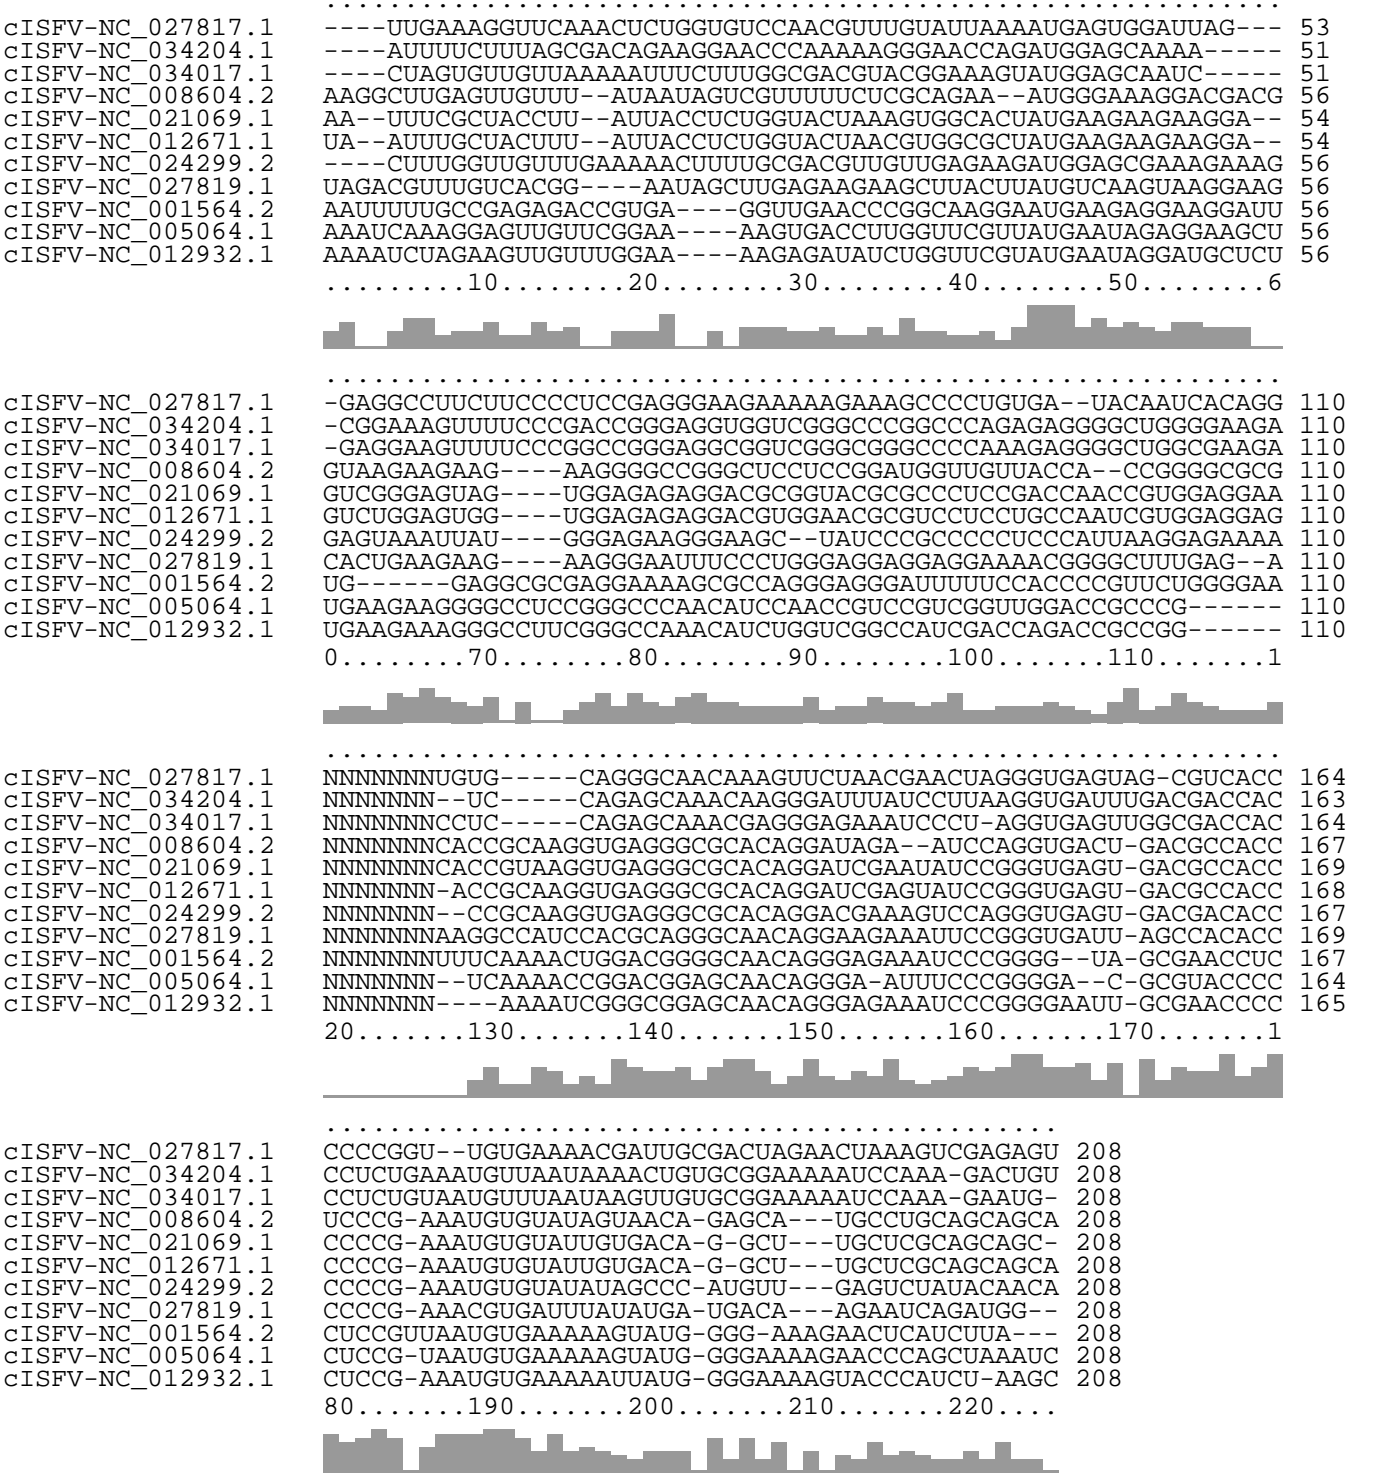 ............................................................
cISFV-NC_027817.1 ----UUGAAAGGUUCAAACUCUGGUGUCCAACGUUUGUAUUAAAAUGAGUGGAUUAG--- 53
cISFV-NC_034204.1 ----AUUUUCUUUAGCGACAGAAGGAACCCAAAAAGGGAACCAGAUGGAGCAAAA----- 51
cISFV-NC_034017.1 ----CUAGUGUUGUUAAAAAUUUCUUUGGCGACGUACGGAAAGUAUGGAGCAAUC----- 51
cISFV-NC_008604.2 AAGGCUUGAGUUGUUU--AUAAUAGUCGUUUUUCUCGCAGAA--AUGGGAAAGGACGACG 56
cISFV-NC_021069.1 AA--UUUCGCUACCUU--AUUACCUCUGGUACUAAAGUGGCACUAUGAAGAAGAAGGA-- 54
cISFV-NC_012671.1 UA--AUUUGCUACUUU--AUUACCUCUGGUACUAACGUGGCGCUAUGAAGAAGAAGGA-- 54
cISFV-NC_024299.2 ----CUUUGGUUGUUUGAAAAACUUUUGCGACGUUGUUGAGAAGAUGGAGCGAAAGAAAG 56
cISFV-NC_027819.1 UAGACGUUUGUCACGG----AAUAGCUUGAGAAGAAGCUUACUUAUGUCAAGUAAGGAAG 56
cISFV-NC_001564.2 AAUUUUUGCCGAGAGACCGUGA----GGUUGAACCCGGCAAGGAAUGAAGAGGAAGGAUU 56
cISFV-NC_005064.1 AAAUCAAAGGAGUUGUUCGGAA----AAGUGACCUUGGUUCGUUAUGAAUAGAGGAAGCU 56
cISFV-NC_012932.1 AAAAUCUAGAAGUUGUUUGGAA----AAGAGAUAUCUGGUUCGUAUGAAUAGGAUGCUCU 56
.........10........20........30........40........50........6
............................................................
cISFV-NC_027817.1 -GAGGCCUUCUUCCCCUCCGAGGGAAGAAAAAGAAAGCCCCUGUGA--UACAAUCACAGG 110
cISFV-NC_034204.1 -CGGAAAGUUUUUCCCGACCGGGAGGUGGUCGGGCCCGGCCCAGAGAGGGGCUGGGGAAGA 110
cISFV-NC_034017.1 -GAGGAAGUUUUUCCCGGCCGGGAGGCGGUCGGGCGGGCCCCAAAGAGGGGCUGGCGAAGA 110
cISFV-NC_008604.2 GUAAGAAGAAG----AAGGGGCCGGGCUCCUCCGGAUGGUUGUUACCA--CCGGGGCGCG 110
cISFV-NC_021069.1 GUCGGGAGUAG----UGGAGAGAGGACGCGGUACGCGCCCUCCGACCAACCGUGGAGGAA 110
cISFV-NC_012671.1 GUCUGGAGUGG----UGGAGAGAGGACGUGGAACGCGUCCUCCUGCCAAUCGUGGAGGAG 110
cISFV-NC_024299.2 GAGUAAAUUAU----GGGAGAAGGGAAGC--UAUCCCGCCCCCUCCCAUUAAGGAGAAAA 110
cISFV-NC_027819.1 CACUGAAGAAG----AAGGGAAUUUCCCUGGGAGGAGGAGGAAAACGGGGCUUUGAG--A 110
cISFV-NC_001564.2 UG------GAGGCGCGAGGAAAAGCGCCAGGGAGGGAUUUUUCCACCCCGUUCUGGGGAA 110
cISFV-NC_005064.1 UGAAGAAGGGGCCUCCGGGCCCAACAUCCAACCGUCCGUCGGUUGGACCGCCCG------ 110
cISFV-NC_012932.1 UGAAGAAAGGGCCUUCGGGCCAAACAUCUGGUCGGCCAUCGACCAGACCGCCGG------ 110
0........70........80........90........100.......110.......1
............................................................
cISFV-NC_027817.1 NNNNNNNUGUG-----CAGGGCAACAAAGUUCUAACGAACUAGGGUGAGUAG-CGUCACC 164
cISFV-NC_034204.1 NNNNNNN--UC-----CAGAGCAAACAAGGGAUUUAUCCUUAAGGUGAUUUGACGACCAC 163
cISFV-NC_034017.1 NNNNNNNCCUC-----CAGAGCAAACGAGGGAGAAAUCCCU-AGGUGAGUUGGCGACCAC 164
cISFV-NC_008604.2 NNNNNNNCACCGCAAGGUGAGGGCGCACAGGAUAGA--AUCCAGGUGACU-GACGCCACC 167
cISFV-NC_021069.1 NNNNNNNCACCGUAAGGUGAGGGCGCACAGGAUCGAAUAUCCGGGUGAGU-GACGCCACC 169
cISFV-NC_012671.1 NNNNNNN-ACCGCAAGGUGAGGGCGCACAGGAUCGAGUAUCCGGGUGAGU-GACGCCACC 168
cISFV-NC_024299.2 NNNNNNN--CCGCAAGGUGAGGGCGCACAGGACGAAAGUCCAGGGUGAGU-GACGACACC 167
cISFV-NC_027819.1 NNNNNNNAAGGCCAUCCACGCAGGGCAACAGGAAGAAAUUCCGGGUGAUU-AGCCACACC 169
cISFV-NC_001564.2 NNNNNNNUUUCAAAACUGGACGGGGCAACAGGGAGAAAUCCCGGGG--UA-GCGAACCUC 167
cISFV-NC_005064.1 NNNNNNN--UCAAAACCGGACGGAGCAACAGGGA-AUUUCCCGGGGA--C-GCGUACCCC 164
cISFV-NC_012932.1 NNNNNNN----AAAAUCGGGCGGAGCAACAGGGAGAAAUCCCGGGGAAUU-GCGAACCCC 165
20.......130.......140.......150.......160.......170.......1
..............................................
cISFV-NC_027817.1 CCCCGGU--UGUGAAAACGAUUGCGACUAGAACUAAAGUCGAGAGU 208
cISFV-NC_034204.1 CCUCUGAAAUGUUAAUAAAACUGUGCGGAAAAAUCCAAA-GACUGU 208
cISFV-NC_034017.1 CCUCUGUAAUGUUUAAUAAGUUGUGCGGAAAAAUCCAAA-GAAUG- 208
cISFV-NC_008604.2 UCCCG-AAAUGUGUAUAGUAACA-GAGCA---UGCCUGCAGCAGCA 208
cISFV-NC_021069.1 CCCCG-AAAUGUGUAUUGUGACA-G-GCU---UGCUCGCAGCAGC- 208
cISFV-NC_012671.1 CCCCG-AAAUGUGUAUUGUGACA-G-GCU---UGCUCGCAGCAGCA 208
cISFV-NC_024299.2 CCCCG-AAAUGUGUAUAUAGCCC-AUGUU---GAGUCUAUACAACA 208
cISFV-NC_027819.1 CCCCG-AAACGUGAUUUAUAUGA-UGACA---AGAAUCAGAUGG-- 208
cISFV-NC_001564.2 CUCCGUUAAUGUGAAAAAGUAUG-GGG-AAAGAACUCAUCUUA--- 208
cISFV-NC_005064.1 CUCCG-UAAUGUGAAAAAGUAUG-GGGAAAAGAACCCAGCUAAAUC 208
cISFV-NC_012932.1 CUCCG-AAAUGUGAAAAAUUAUG-GGGAAAAGUACCCAUCU-AAGC 208
80.......190.......200.......210.......220....